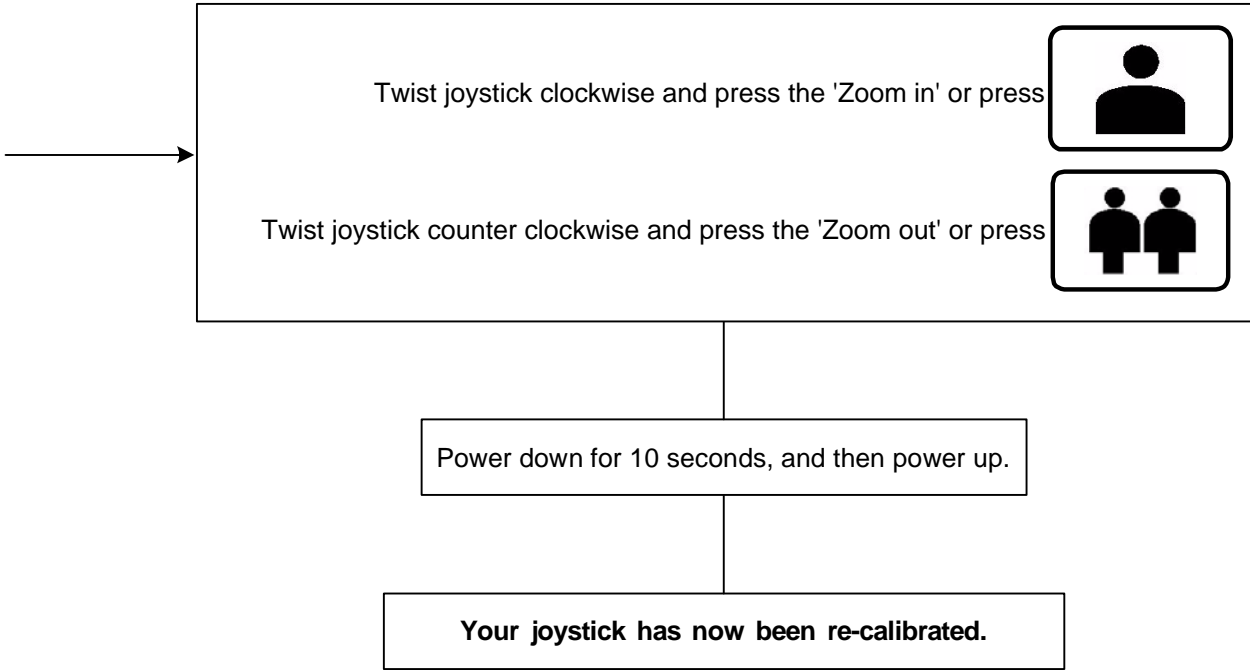 Twist joystick clockwise and press the 'Zoom in' or press
Twist joystick counter clockwise and press the 'Zoom out' or press
Power down for 10 seconds, and then power up.
Your joystick has now been re-calibrated.